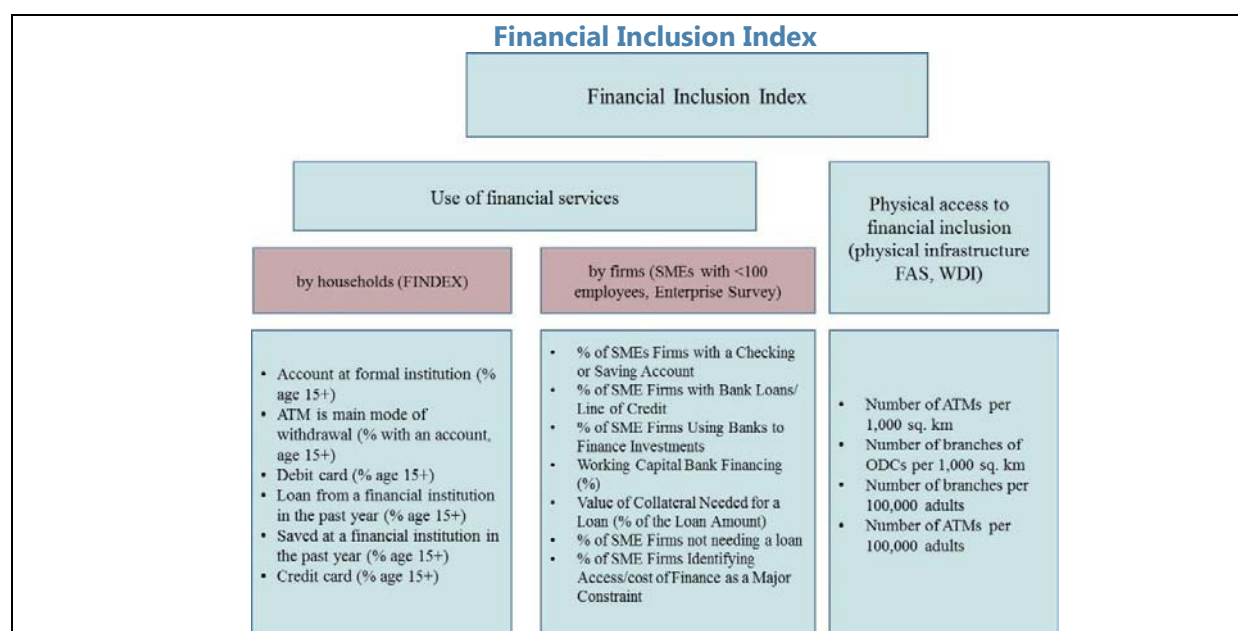 Financial Inclusion Index
Financial Inclusion Index
Use of financial services
Physical access to
financial inclusion
(physical infrastructure
FAS, WDI)
by households (FINDEX)
by firms (SMEs with <100
employees, Enterprise Survey)
• Account at formal institution (%
age 15+)
• ATM is main mode of
withdrawal (% with an account,
age 15+)
• Debit card (% age 15+)
• Loan from a financial institution
in the past year (% age 15+)
• Saved at a financial institution in
the past year (% age 15+)
• Credit card (% age 15+)
• % of SMEs Firms with a Checking
or Saving Account
• % of SME Firms with Bank Loans/
Line of Credit
• % of SME Firms Using Banks to
Finance Investments
• Working Capital Bank Financing
(%)
• Value of Collateral Needed for a
Loan (% of the Loan Amount)
• % of SME Firms not needing a loan
• % of SME Firms Identifying
Access/cost of Finance as a Major
Constraint
• Number of ATMs per
1,000 sq. km
• Number of branches of
ODCs per 1,000 sq. km
• Number of branches per
100,000 adults
• Number of ATMs per
100,000 adults